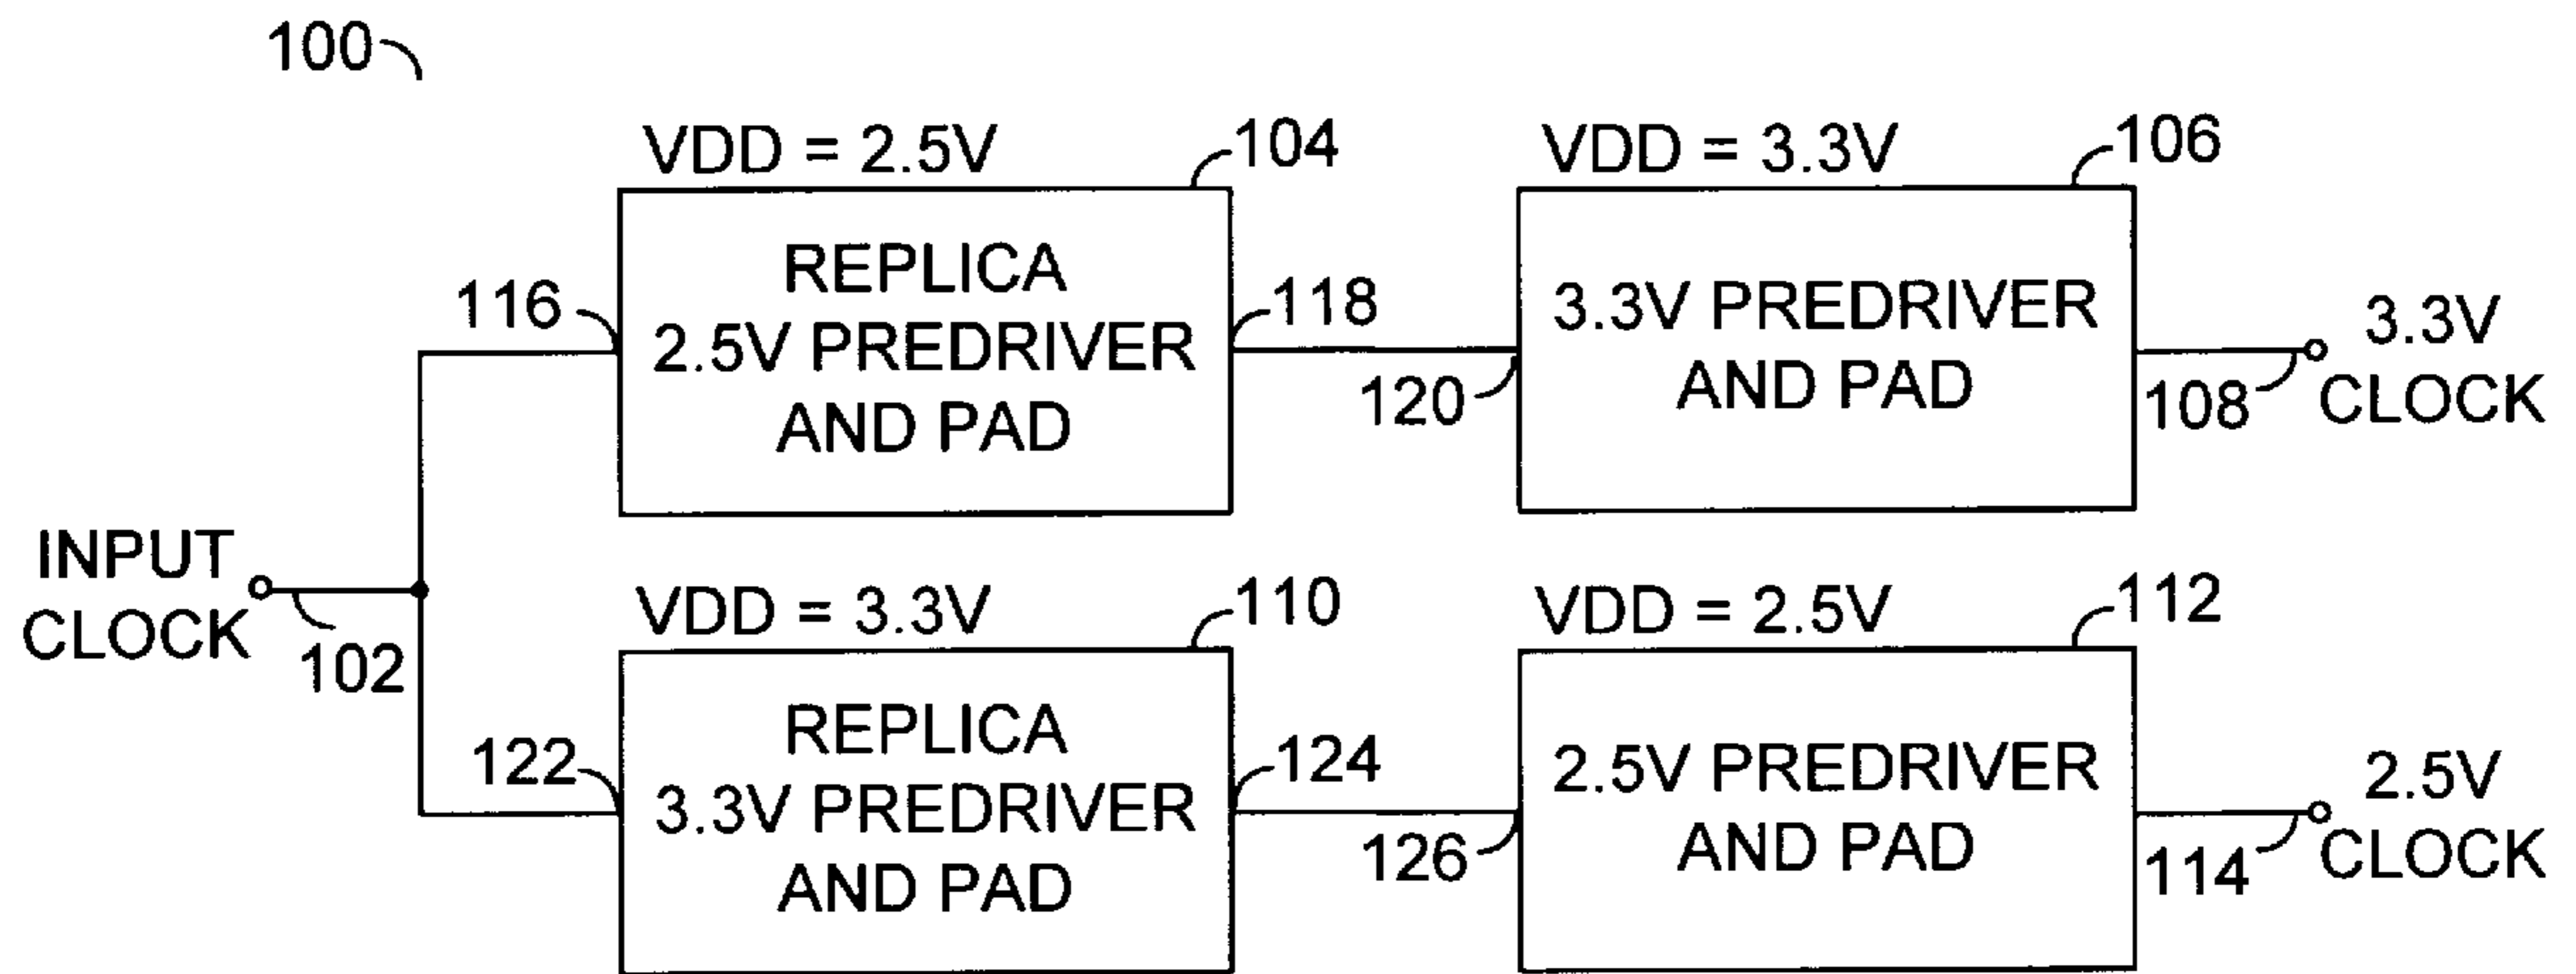 100
VDD = 2.5V
104
VDD = 3.3V
106
REPLICA
2.5V PREDRIVER
AND PAD
3.3V PREDRIVER
AND PAD
116
118
120
108
3.3V
CLOCK
INPUT
CLOCK
102
VDD = 3.3V
110
VDD = 2.5V
112
REPLICA
3.3V PREDRIVER
AND PAD
2.5V PREDRIVER
AND PAD
122
124
126
114
2.5V
CLOCK